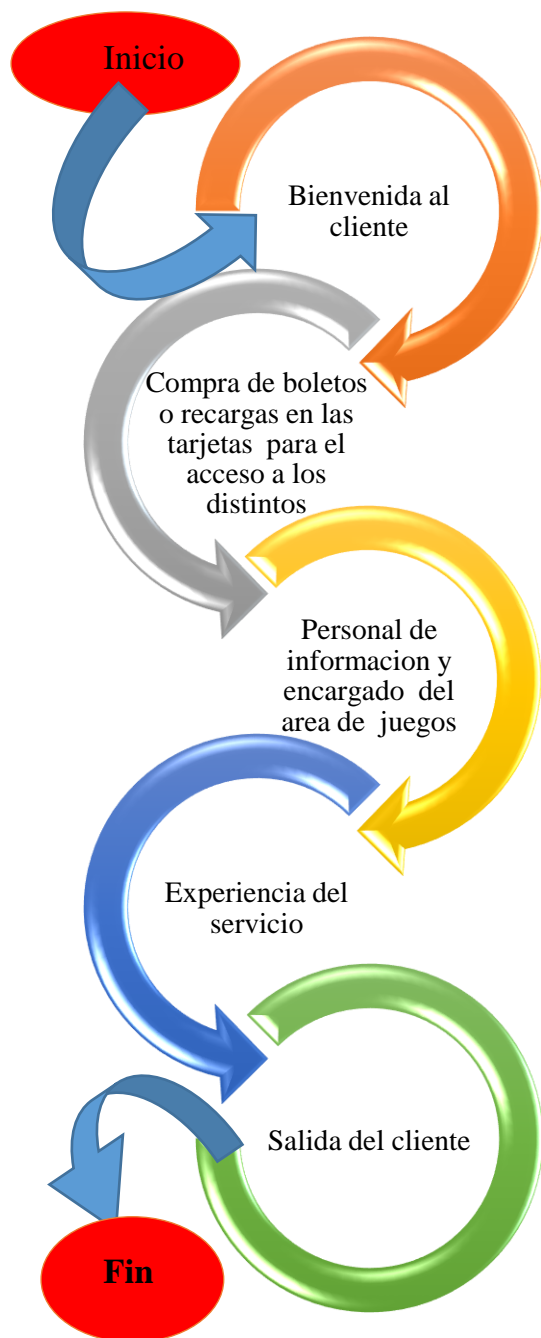 Inicio
Bienvenida al
cliente
Compra de boletos
o recargas en las
tarjetas para el
acceso a los
distintos
Personal de
informacion y
encargado del
area de juegos
Experiencia del
servicio
Salida del cliente
Fin